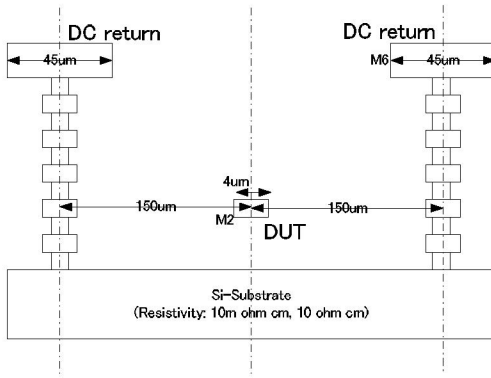 DC return
DC return
45um
M6
45um
4um
150um
150um
M2
DUT
Si-Substrate
(Resistivity: 10m ohm cm, 10 ohm cm)